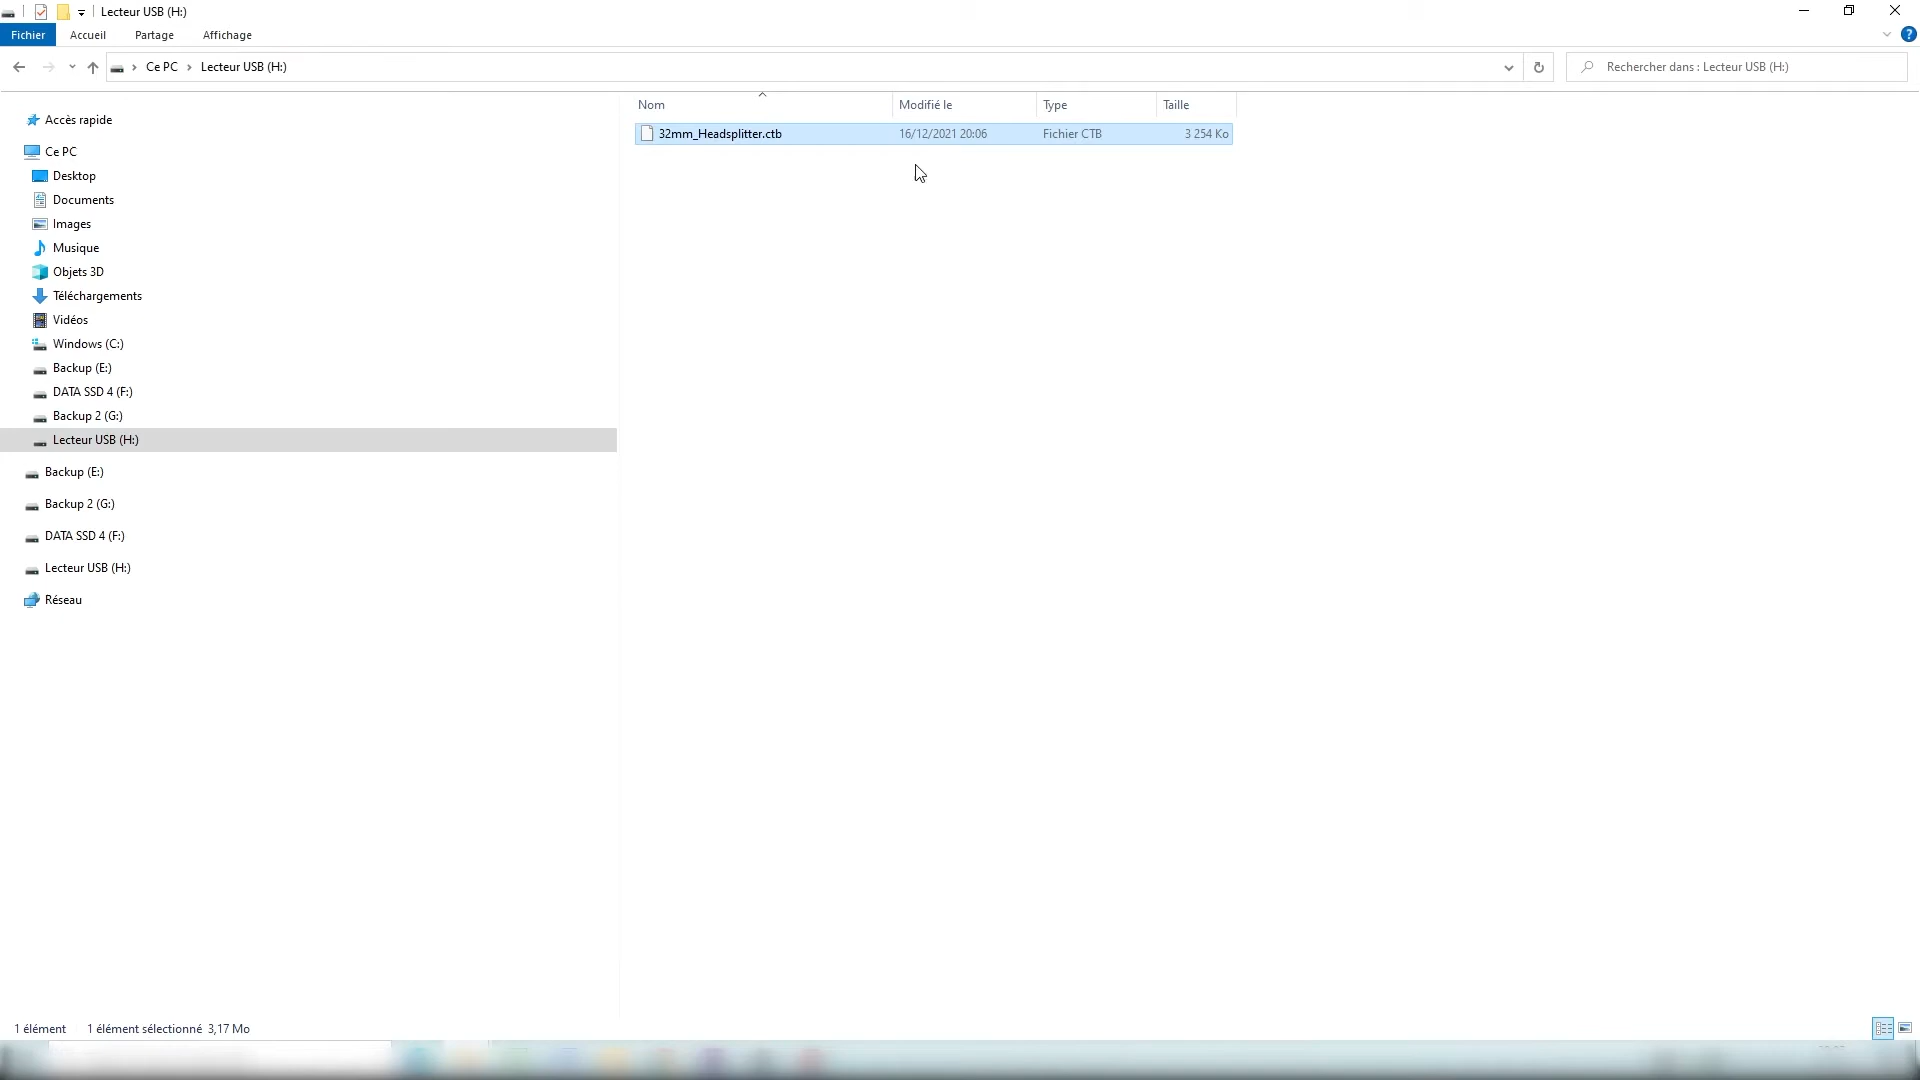 Lecteur USB (H:)
Fichier Accueil Partage Affichage
Ce PC Lecteur USB (H:) Rechercher dans : Lecteur USB (H:)
Nom Modifié le Type Taille
32mm_Headsplitter.ctb 16/12/2021 20:06 Fichier CTB 3 254 Ko
Accès rapide
Ce PC
Desktop
Documents
Images
Musique
Objets 3D
Téléchargements
Vidéos
Windows (C:)
Backup (E:)
DATA SSD 4 (F:)
Backup 2 (G:)
Lecteur USB (H:)
Backup (E:)
Backup 2 (G:)
DATA SSD 4 (F:)
Lecteur USB (H:)
Réseau
1 élément 1 élément sélectionné 3,17 Mo